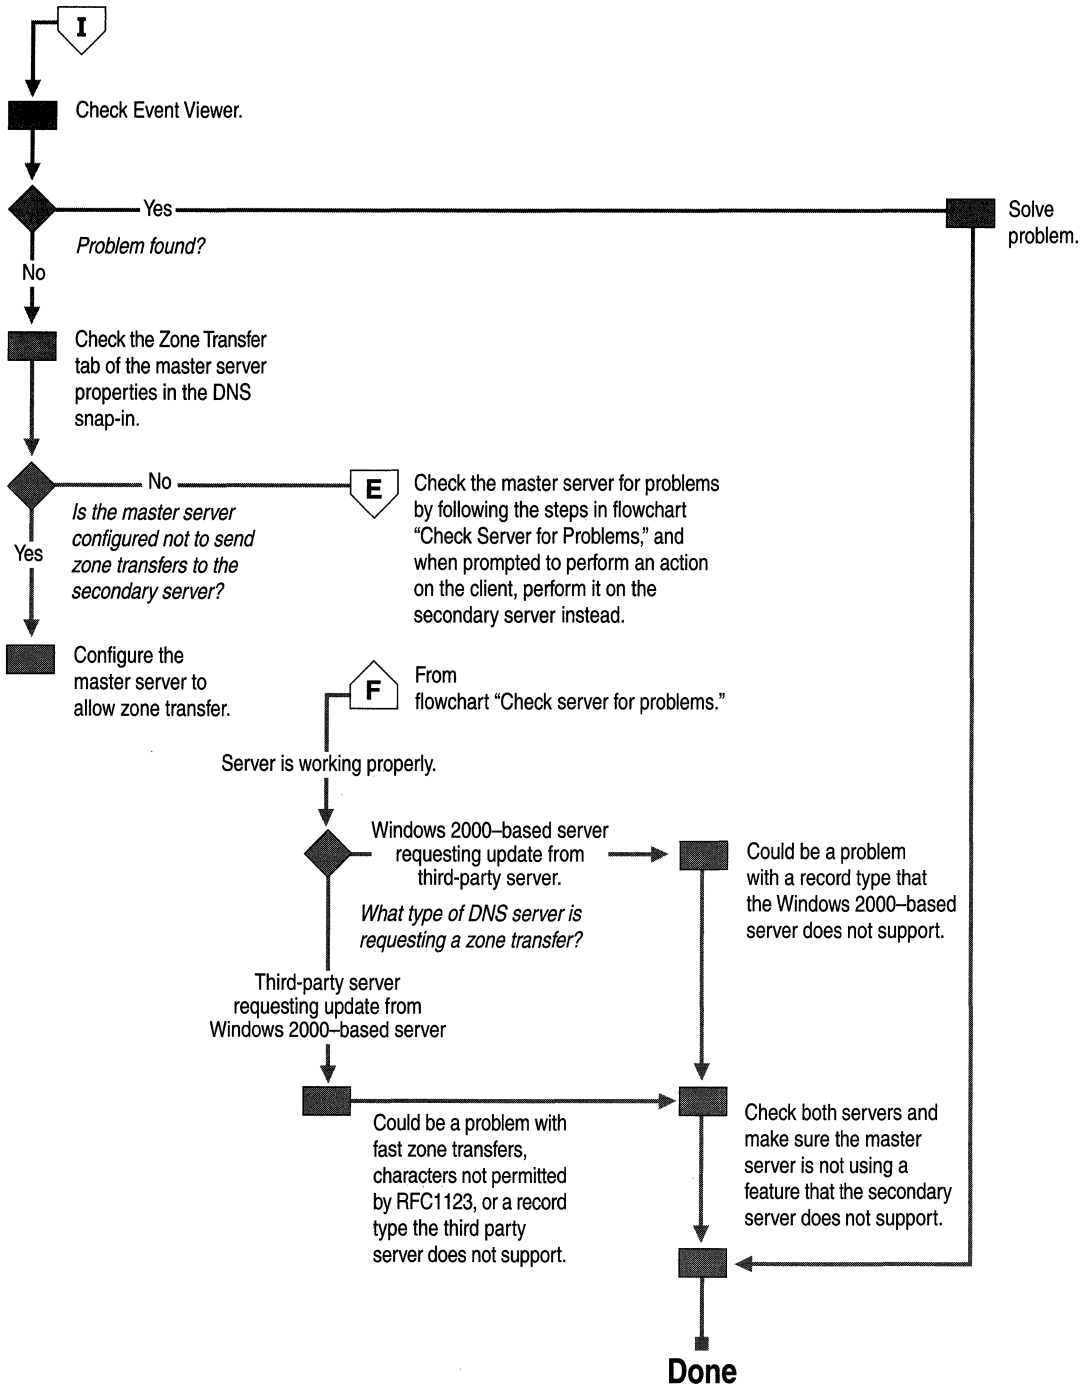 I
Check Event Viewer.
Yes
Solve
problem.
Problem found?
No
Check the Zone Transfer
tab of the master server
properties in the DNS
snap-in.
No
E
Check the master server for problems
by following the steps in flowchart
“Check Server for Problems,” and
when prompted to perform an action
on the client, perform it on the
secondary server instead.
Is the master server
configured not to send
zone transfers to the
secondary server?
Yes
Configure the
master server to
allow zone transfer.
F
From
flowchart “Check server for problems.”
Server is working properly.
Windows 2000–based server
requesting update from
third-party server.
Could be a problem
with a record type that
the Windows 2000–based
server does not support.
What type of DNS server is
requesting a zone transfer?
Third-party server
requesting update from
Windows 2000–based server
Could be a problem with
fast zone transfers,
characters not permitted
by RFC1123, or a record
type the third party
server does not support.
Check both servers and
make sure the master
server is not using a
feature that the secondary
server does not support.
Done